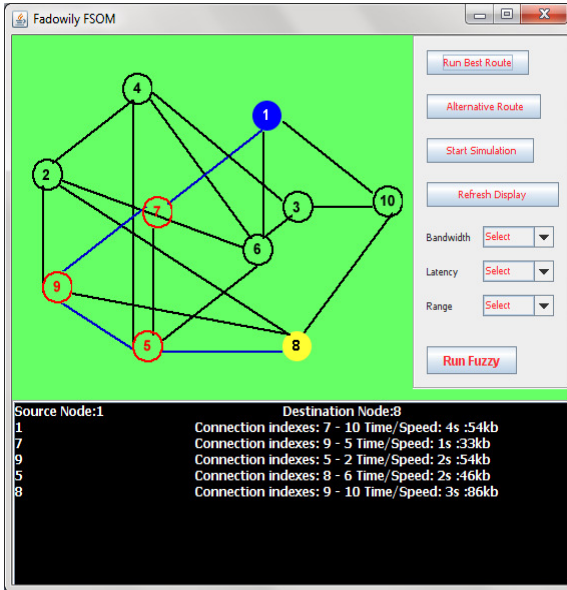 Fadowily FSOM
4
1
2
7
3
10
6
9
5
8
Run Best Route
Alternative Route
Start Simulation
Refresh Display
Bandwidth Select
Latency Select
Range Select
Run Fuzzy
Source Node:1 Destination Node:8
1 Connection indexes: 7 - 10 Time/Speed: 4s :54kb
7 Connection indexes: 9 - 5 Time/Speed: 1s :33kb
9 Connection indexes: 5 - 2 Time/Speed: 2s :54kb
5 Connection indexes: 8 - 6 Time/Speed: 2s :46kb
8 Connection indexes: 9 - 10 Time/Speed: 3s :86kb